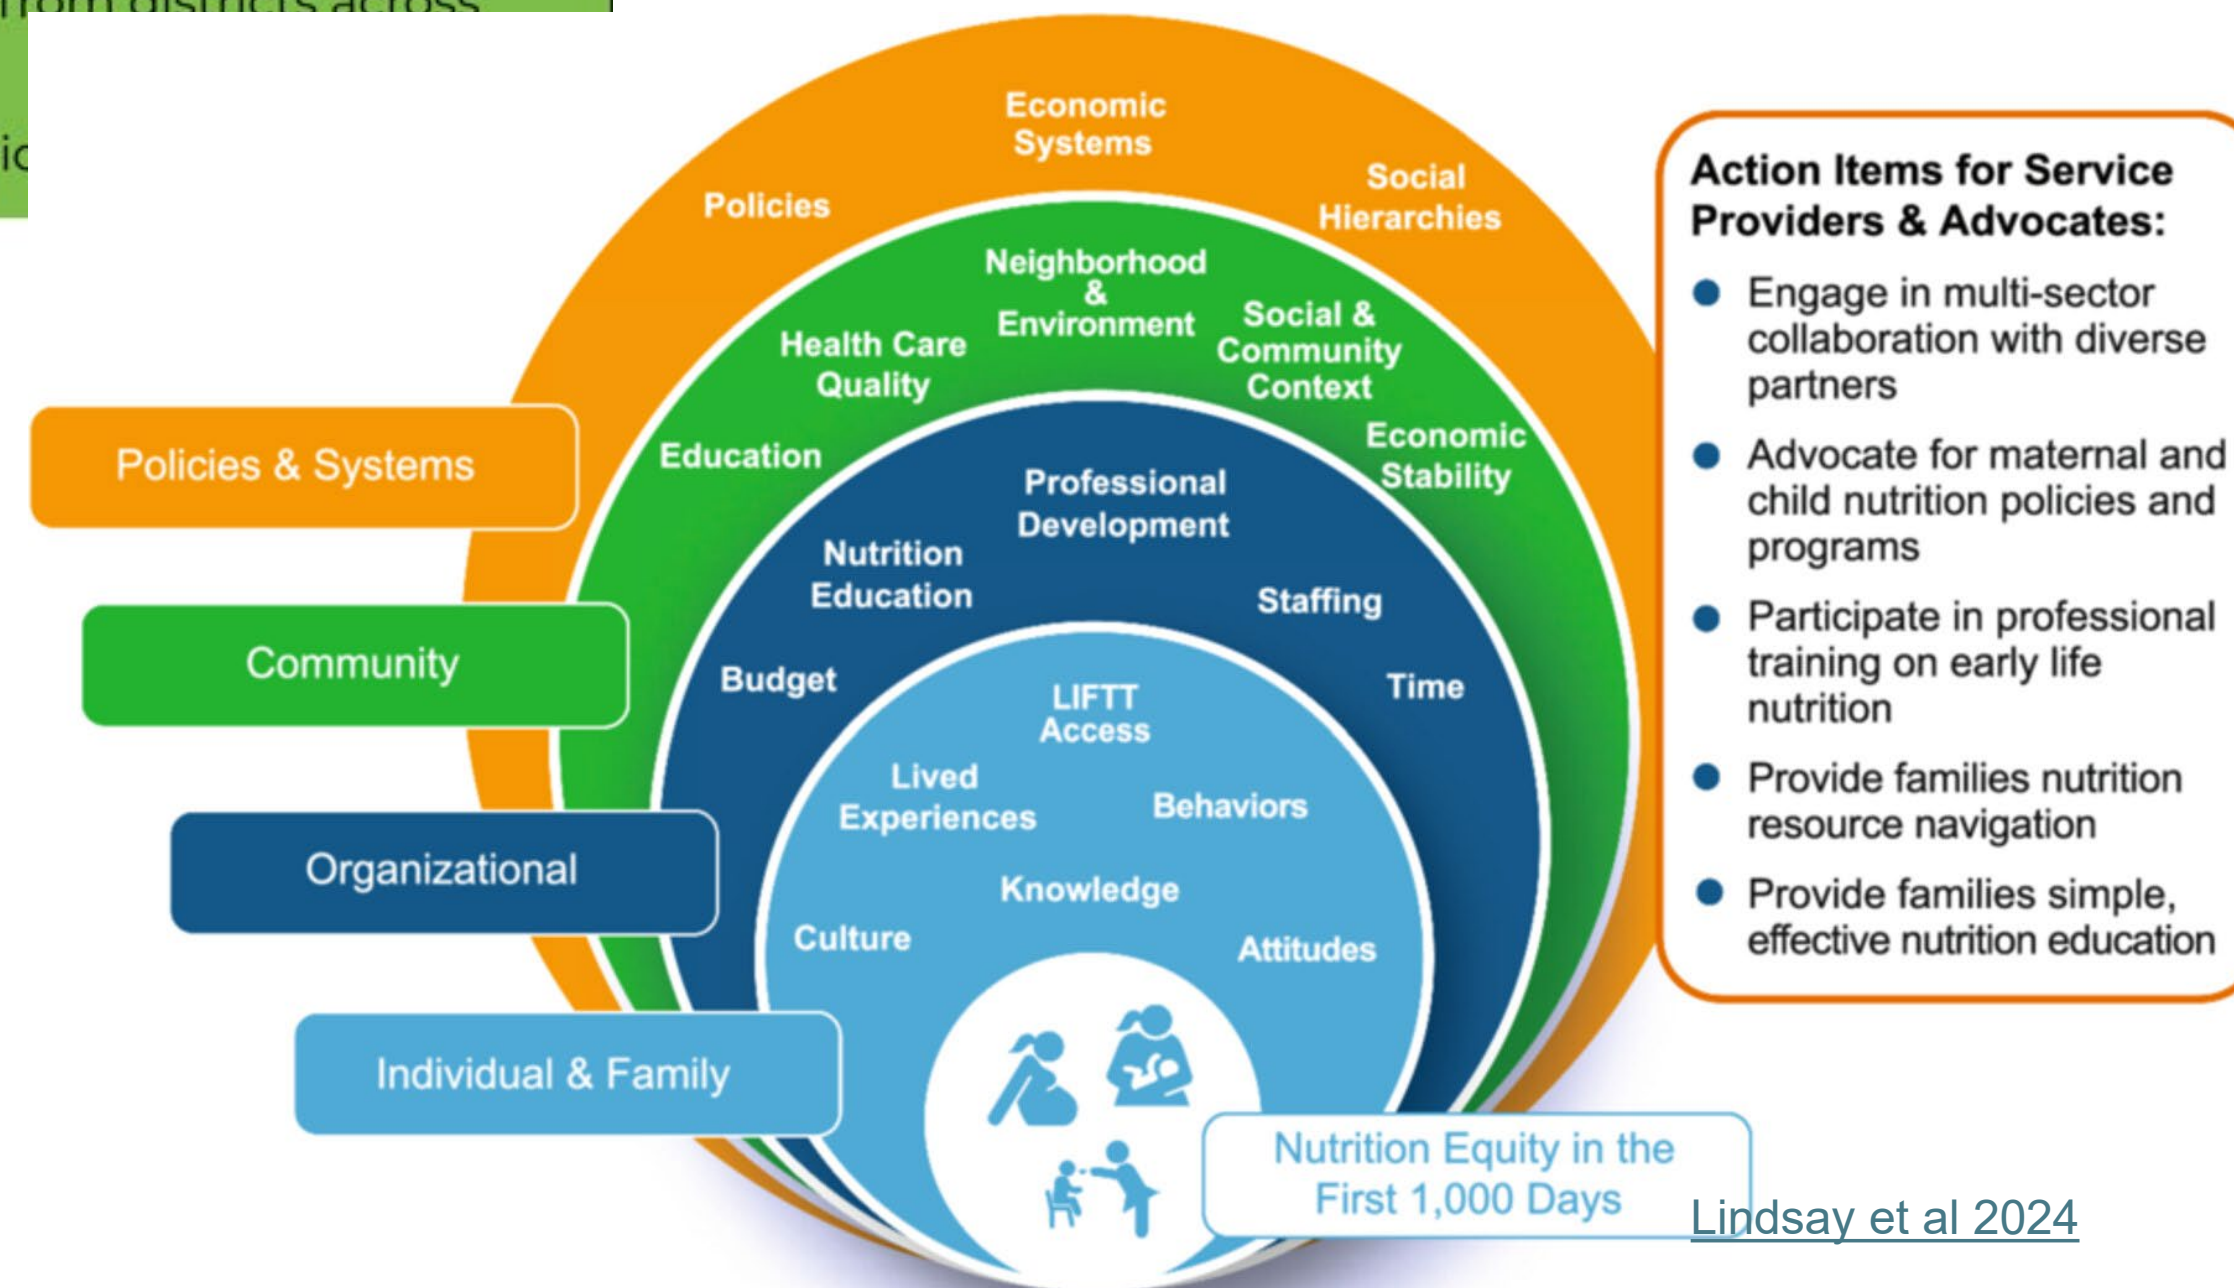 from districts across
Economic
Systems
Social
Hierarchies
Policies
Neighborhood
&
Environment
Social &
Community
Context
Health Care
Quality
Economic
Stability
Education
Professional
Development
Nutrition
Education
Staffing
Budget
Time
LIFTT
Access
Lived
Experiences
Behaviors
Knowledge
Culture
Attitudes
Policies & Systems
Community
Organizational
Individual & Family
Nutrition Equity in the
First 1,000 Days
Action Items for Service
Providers & Advocates:
Engage in multi-sector
collaboration with diverse
partners
Advocate for maternal and
child nutrition policies and
programs
Participate in professional
training on early life
nutrition
Provide families nutrition
resource navigation
Provide families simple,
effective nutrition education
Lindsay et al 2024